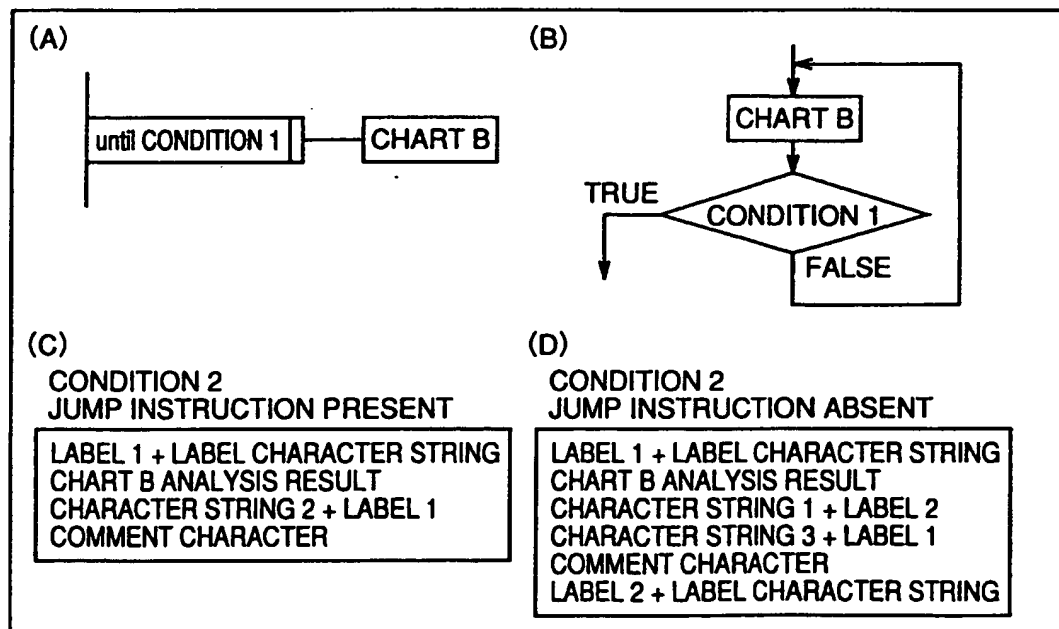 (A)
until CONDITION 1
CHART B
(B)
CHART B
TRUE
CONDITION 1
FALSE
(C)
CONDITION 2
JUMP INSTRUCTION PRESENT
LABEL 1 + LABEL CHARACTER STRING
CHART B ANALYSIS RESULT
CHARACTER STRING 2 + LABEL 1
COMMENT CHARACTER
(D)
CONDITION 2
JUMP INSTRUCTION ABSENT
LABEL 1 + LABEL CHARACTER STRING
CHART B ANALYSIS RESULT
CHARACTER STRING 1 + LABEL 2
CHARACTER STRING 3 + LABEL 1
COMMENT CHARACTER
LABEL 2 + LABEL CHARACTER STRING